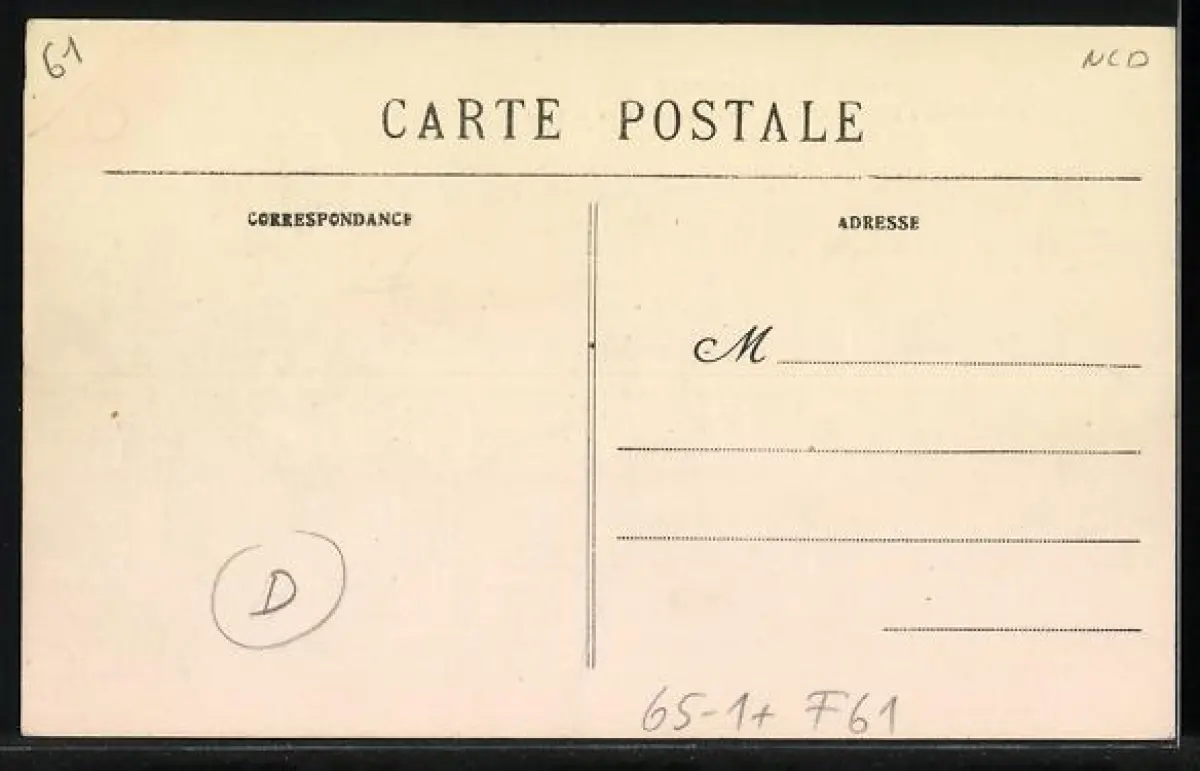 61
NCD
CARTE POSTALE
CORRESPONDANCE
ADRESSE
M
D
65-1+ F61